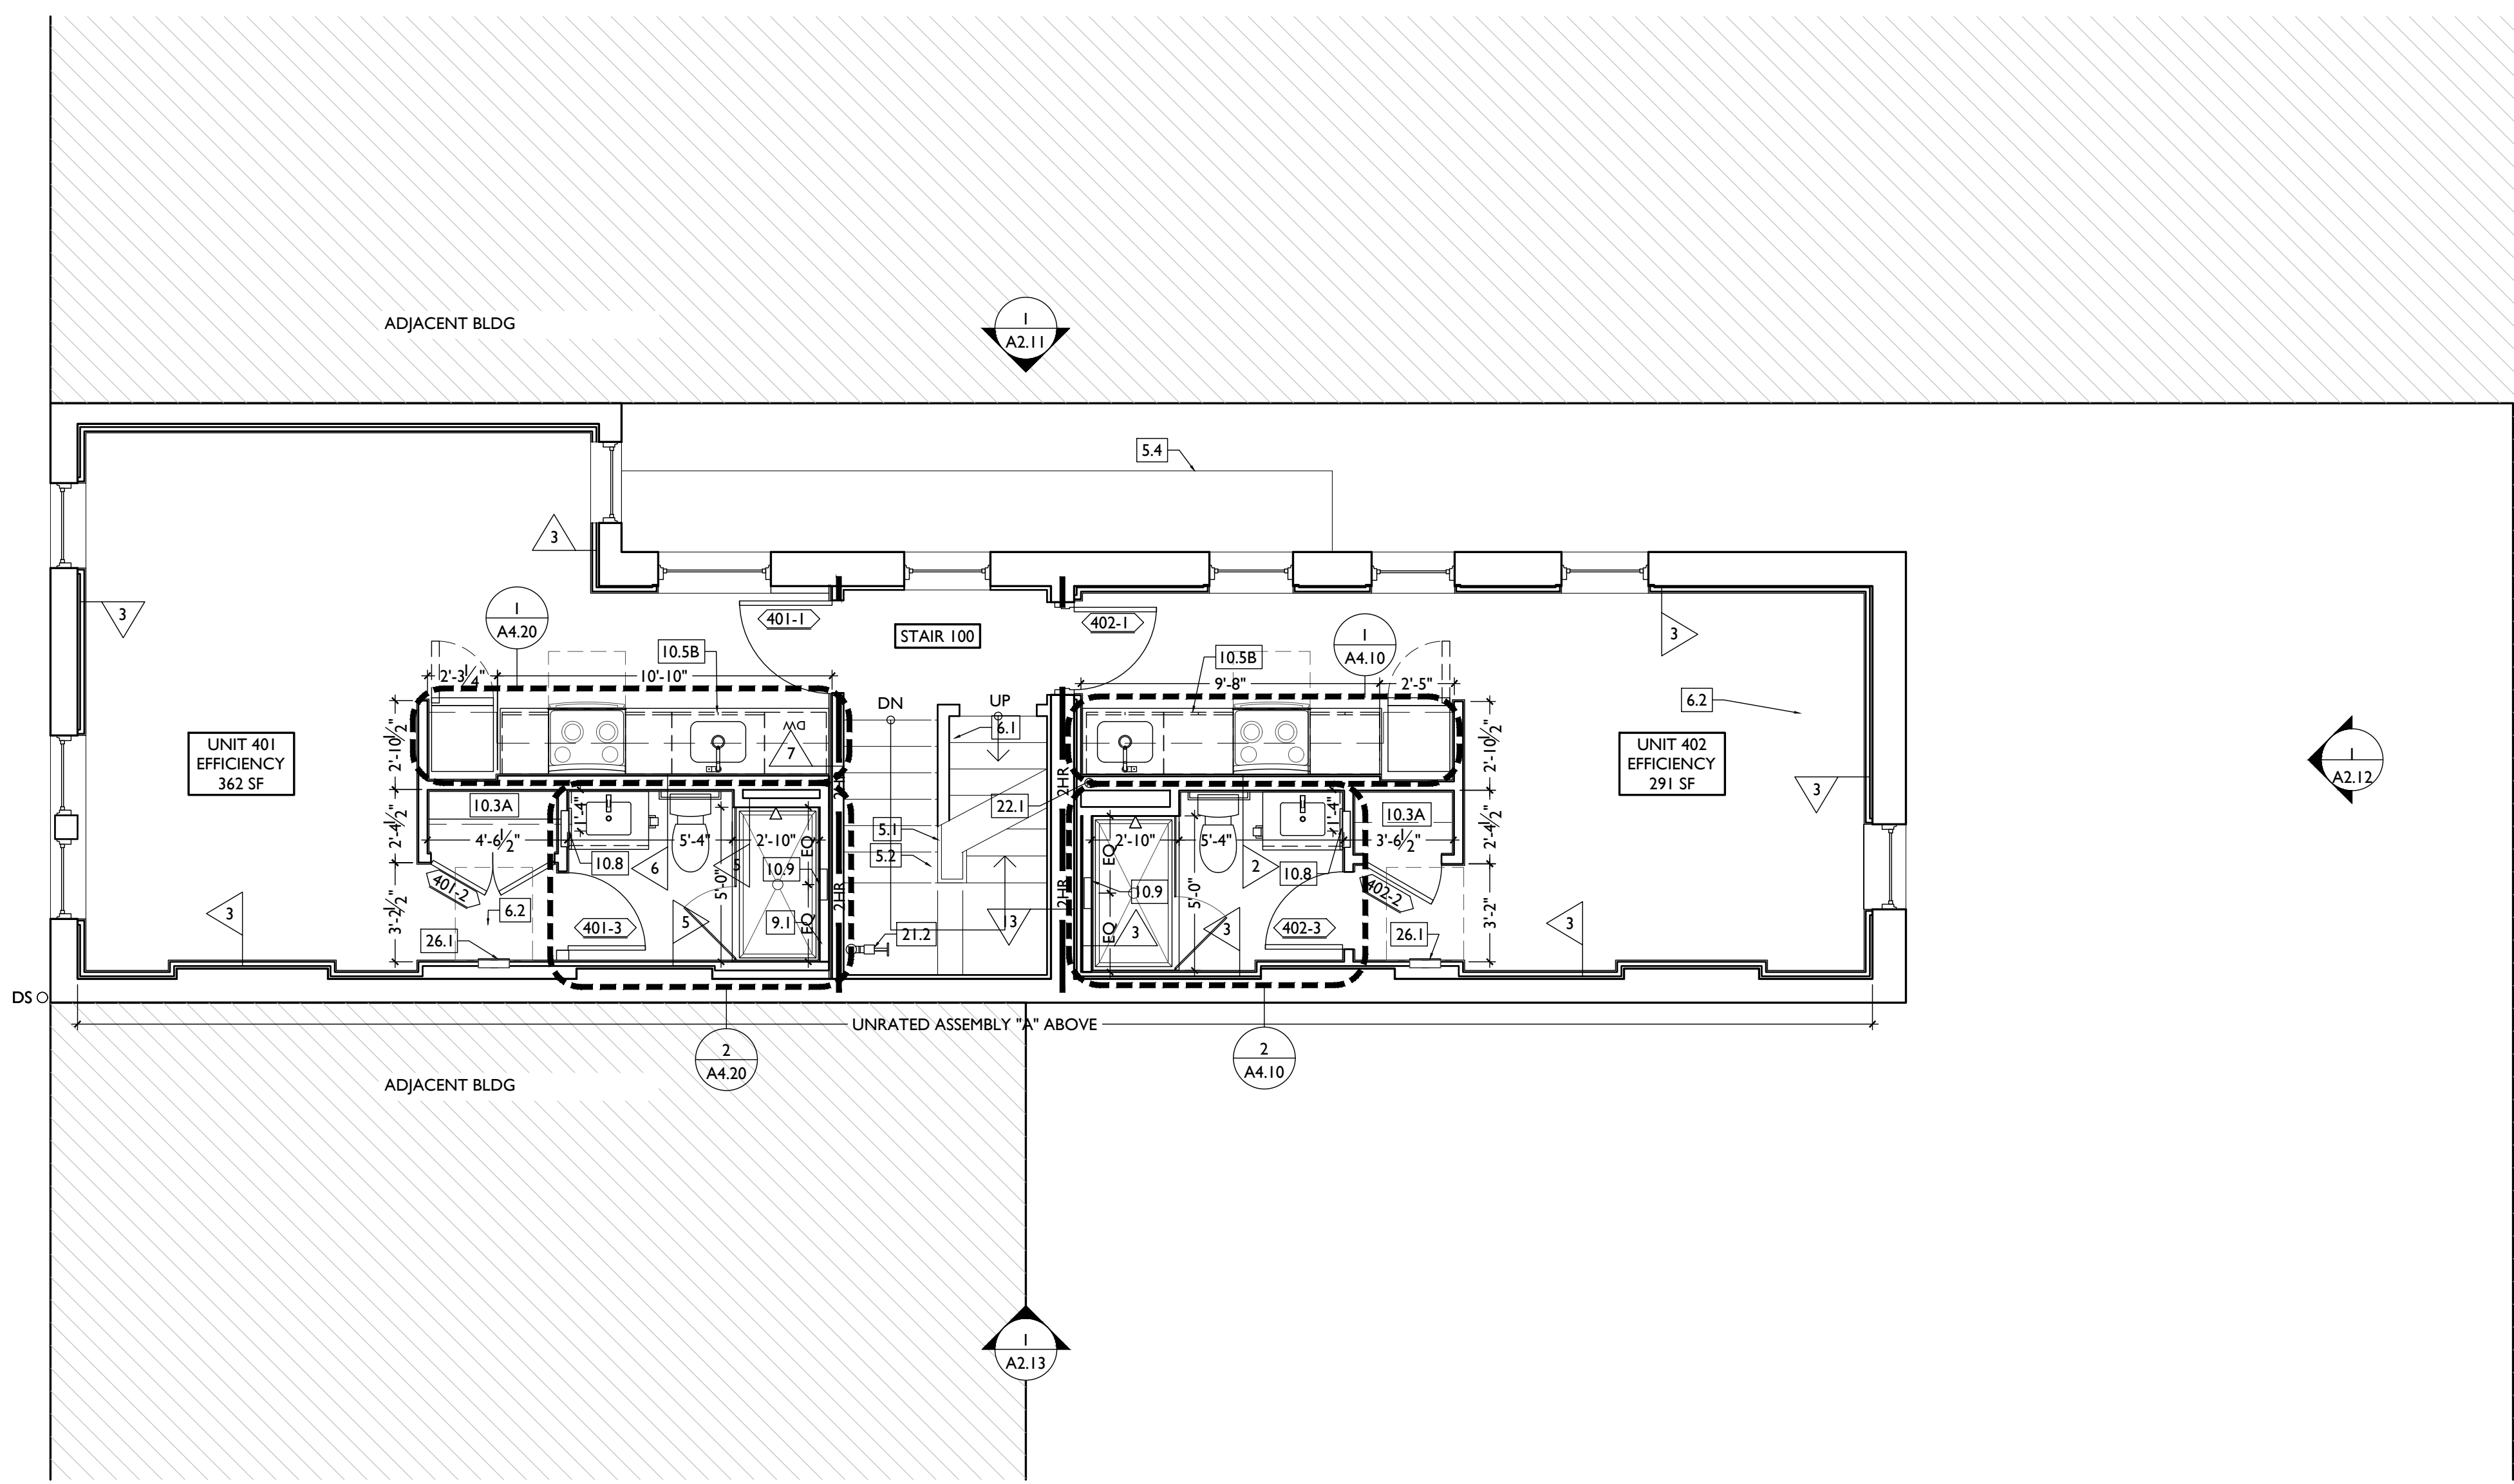 ADJACENT BLDG
1
A2.11
5.4
3
3
1
A4.20
401-1
STAIR 100
402-1
3
10.5B
10.5B
1
A4.10
2'-3 1/4"
10'-10"
9'-8"
2'-5"
6.2
DN
UP
6.1
DW
7
2'-10 1/2"
2'-10 1/2"
UNIT 401
EFFICIENCY
362 SF
UNIT 402
EFFICIENCY
291 SF
1
A2.12
2HR
2HR
3
10.3A
1'-4"
22.1
1'-4"
10.3A
2'-4 1/2"
4'-6 1/2"
5'-4"
2'-10"
EQ
5.1
5.2
EQ
2'-10"
5'-4"
3'-6 1/2"
2'-4 1/2"
10.8
6
5
10.9
2
10.8
10.9
401-2
402-2
5'-0"
2HR
2HR
5'-0"
3
6.2
3'-2 1/2"
401-3
5
9.1
EQ
13
EQ
3
3
402-3
3
3'-2"
26.1
21.2
26.1
DS
UNRATED ASSEMBLY "A" ABOVE
2
A4.20
2
A4.10
ADJACENT BLDG
1
A2.13